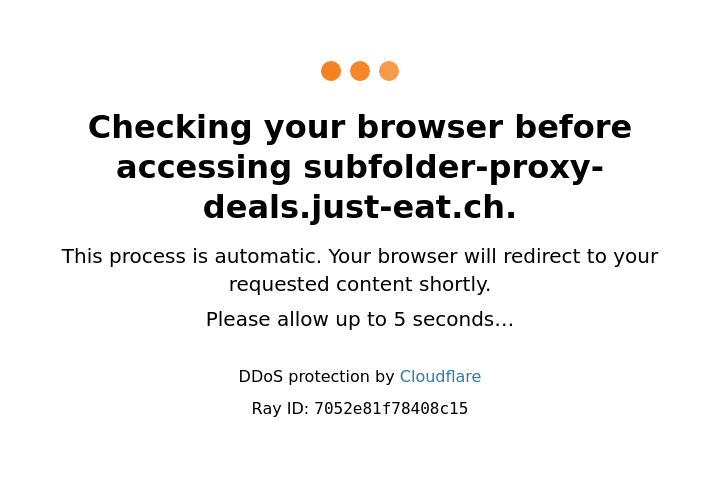 Checking your browser before
accessing subfolder-proxy-
deals.just-eat.ch.
This process is automatic. Your browser will redirect to your
requested content shortly.
Please allow up to 5 seconds…
DDoS protection by Cloudflare
Ray ID: 7052e81f78408c15